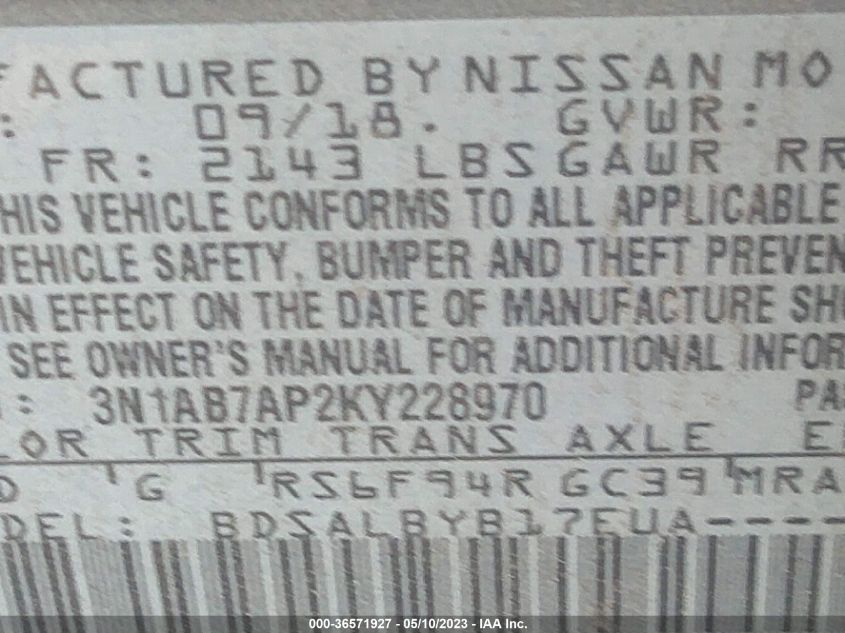 FACTURED BY NISSAN MO
: 09/18. GVWR:
FR: 2143 LBS GAWR RR
HIS VEHICLE CONFORMS TO ALL APPLICABLE
VEHICLE SAFETY, BUMPER AND THEFT PREVEN
IN EFFECT ON THE DATE OF MANUFACTURE SHO
SEE OWNER'S MANUAL FOR ADDITIONAL INFOR
: 3N1AB7AP2KY228970 PA
LOR TRIM TRANS AXLE E
D 'G 'RS6F94R GC39 'MRA
DEL: BDSALBYB17EUA----
000-36571927 - 05/10/2023 - IAA Inc.